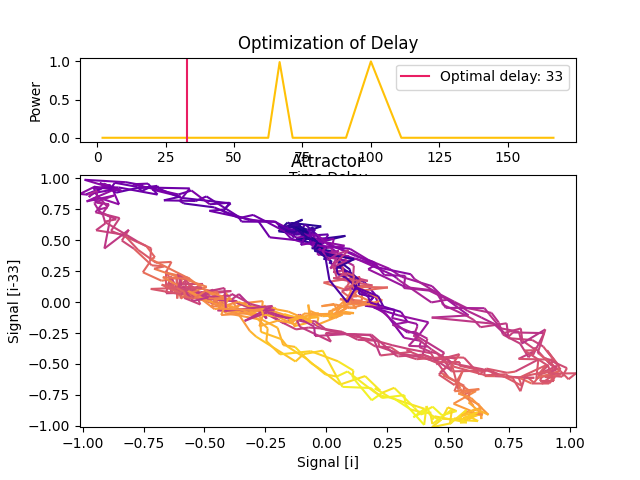 Optimization of Delay
Power
1.0
0.5
0.0
Optimal delay: 33
0 25 50 75 100 125 150
Time Delay
Attractor
Signal [i-33]
1.00
0.75
0.50
0.25
0.00
−0.25
−0.50
−0.75
−1.00
−1.00 −0.75 −0.50 −0.25 0.00 0.25 0.50 0.75 1.00
Signal [i]